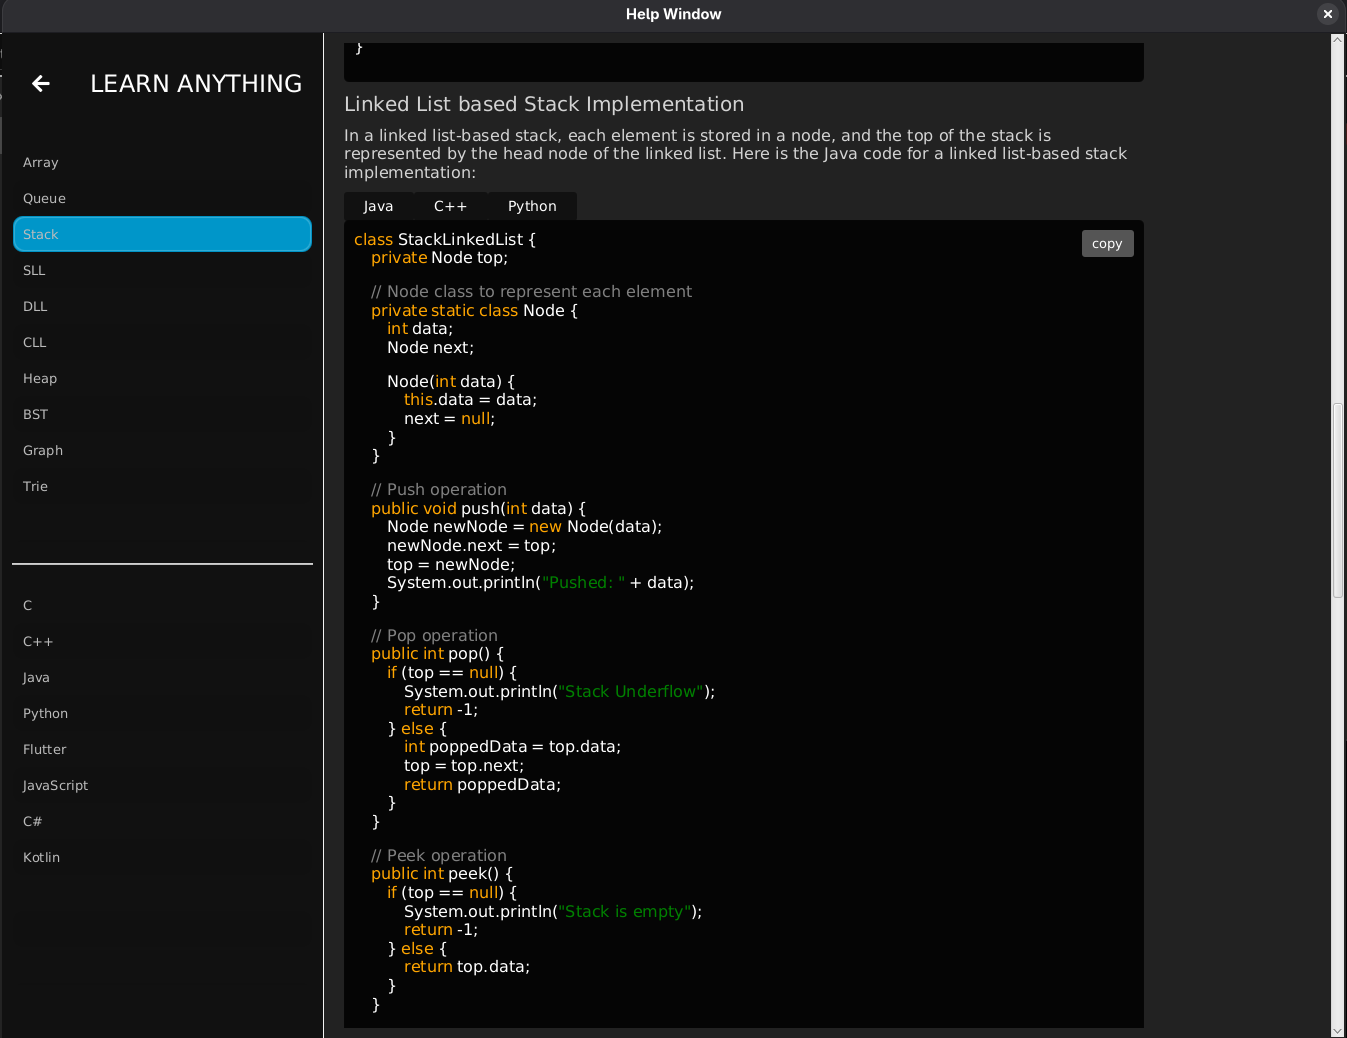 Help Window
LEARN ANYTHING
Array
Queue
Stack
SLL
DLL
CLL
Heap
BST
Graph
Trie
C
C++
Java
Python
Flutter
JavaScript
C#
Kotlin
}
Linked List based Stack Implementation
In a linked list-based stack, each element is stored in a node, and the top of the stack is
represented by the head node of the linked list. Here is the Java code for a linked list-based stack
implementation:
Java C++ Python
copy
class StackLinkedList {
    private Node top;

    // Node class to represent each element
    private static class Node {
        int data;
        Node next;

        Node(int data) {
            this.data = data;
            next = null;
        }
    }

    // Push operation
    public void push(int data) {
        Node newNode = new Node(data);
        newNode.next = top;
        top = newNode;
        System.out.println("Pushed: " + data);
    }

    // Pop operation
    public int pop() {
        if (top == null) {
            System.out.println("Stack Underflow");
            return -1;
        } else {
            int poppedData = top.data;
            top = top.next;
            return poppedData;
        }
    }

    // Peek operation
    public int peek() {
        if (top == null) {
            System.out.println("Stack is empty");
            return -1;
        } else {
            return top.data;
        }
    }